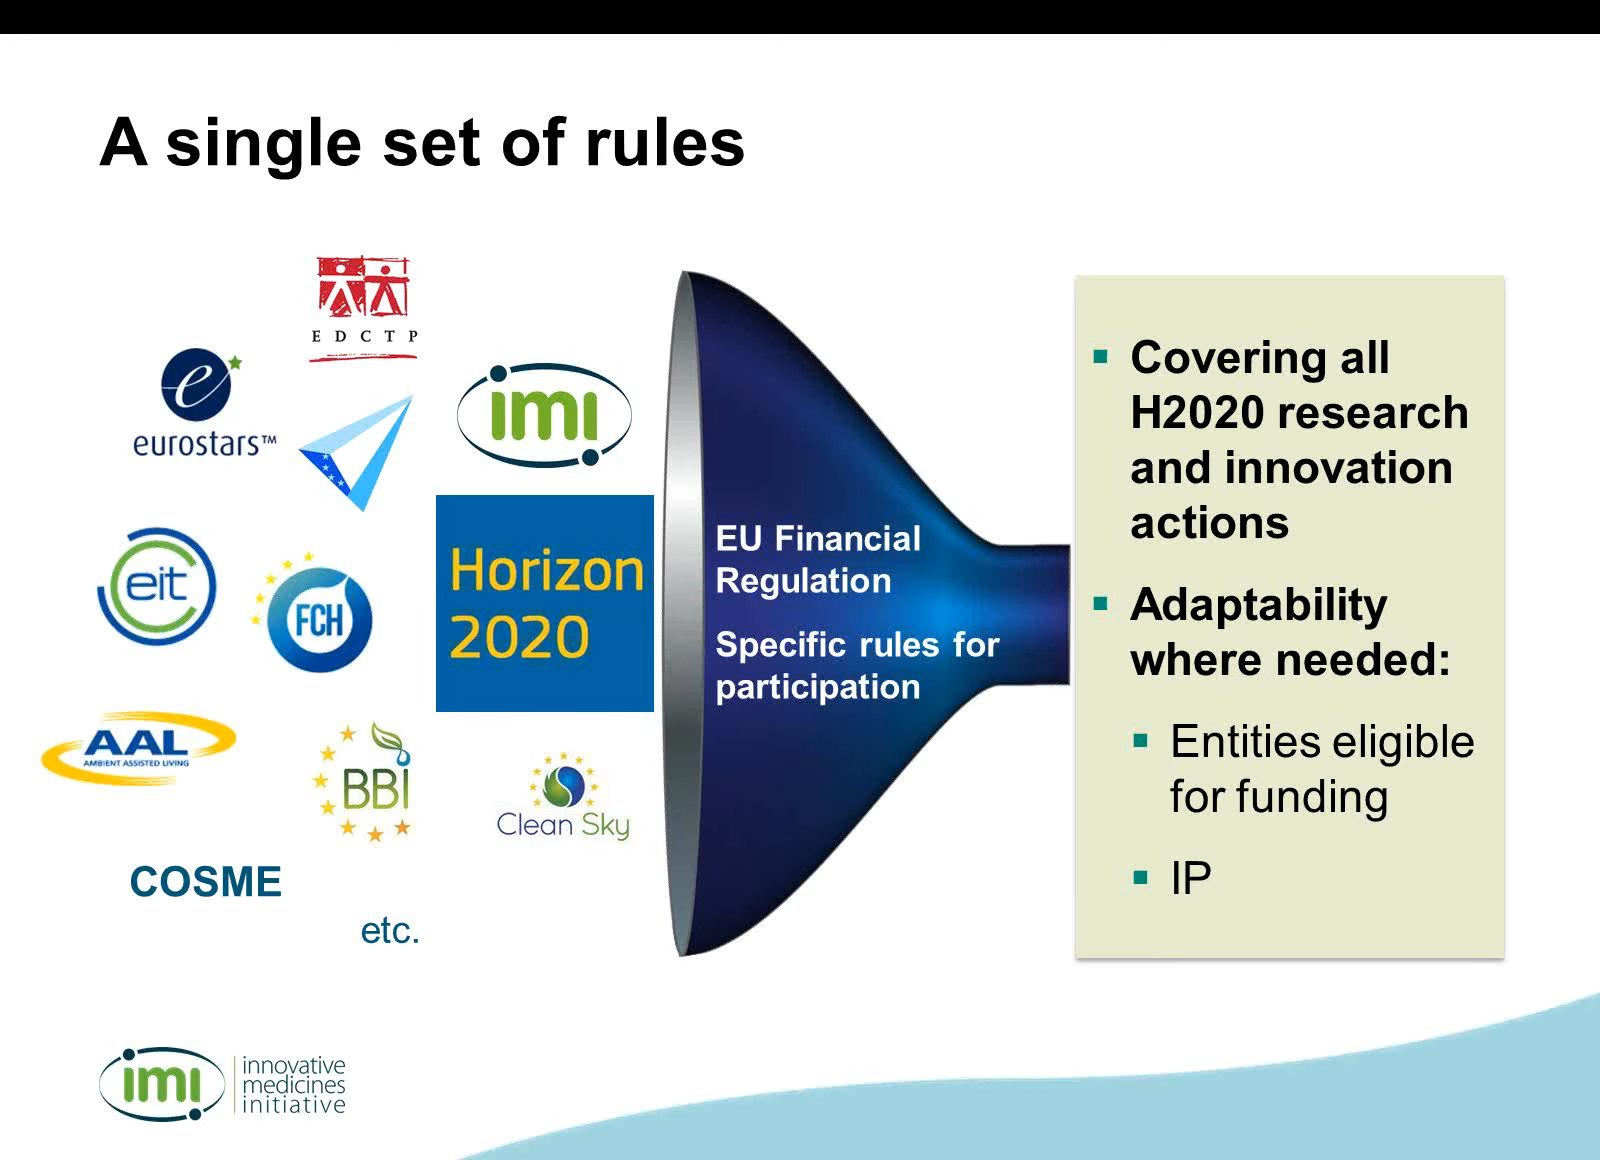 A single set of rules
EDCTP
eurostars™
imi
eit
FCH
Horizon
2020
AAL
AMBIENT ASSISTED LIVING
BBI
Clean Sky
COSME
etc.
EU Financial
Regulation
Specific rules for
participation
Covering all
H2020 research
and innovation
actions
Adaptability
where needed:
Entities eligible
for funding
IP
imi
innovative
medicines
initiative